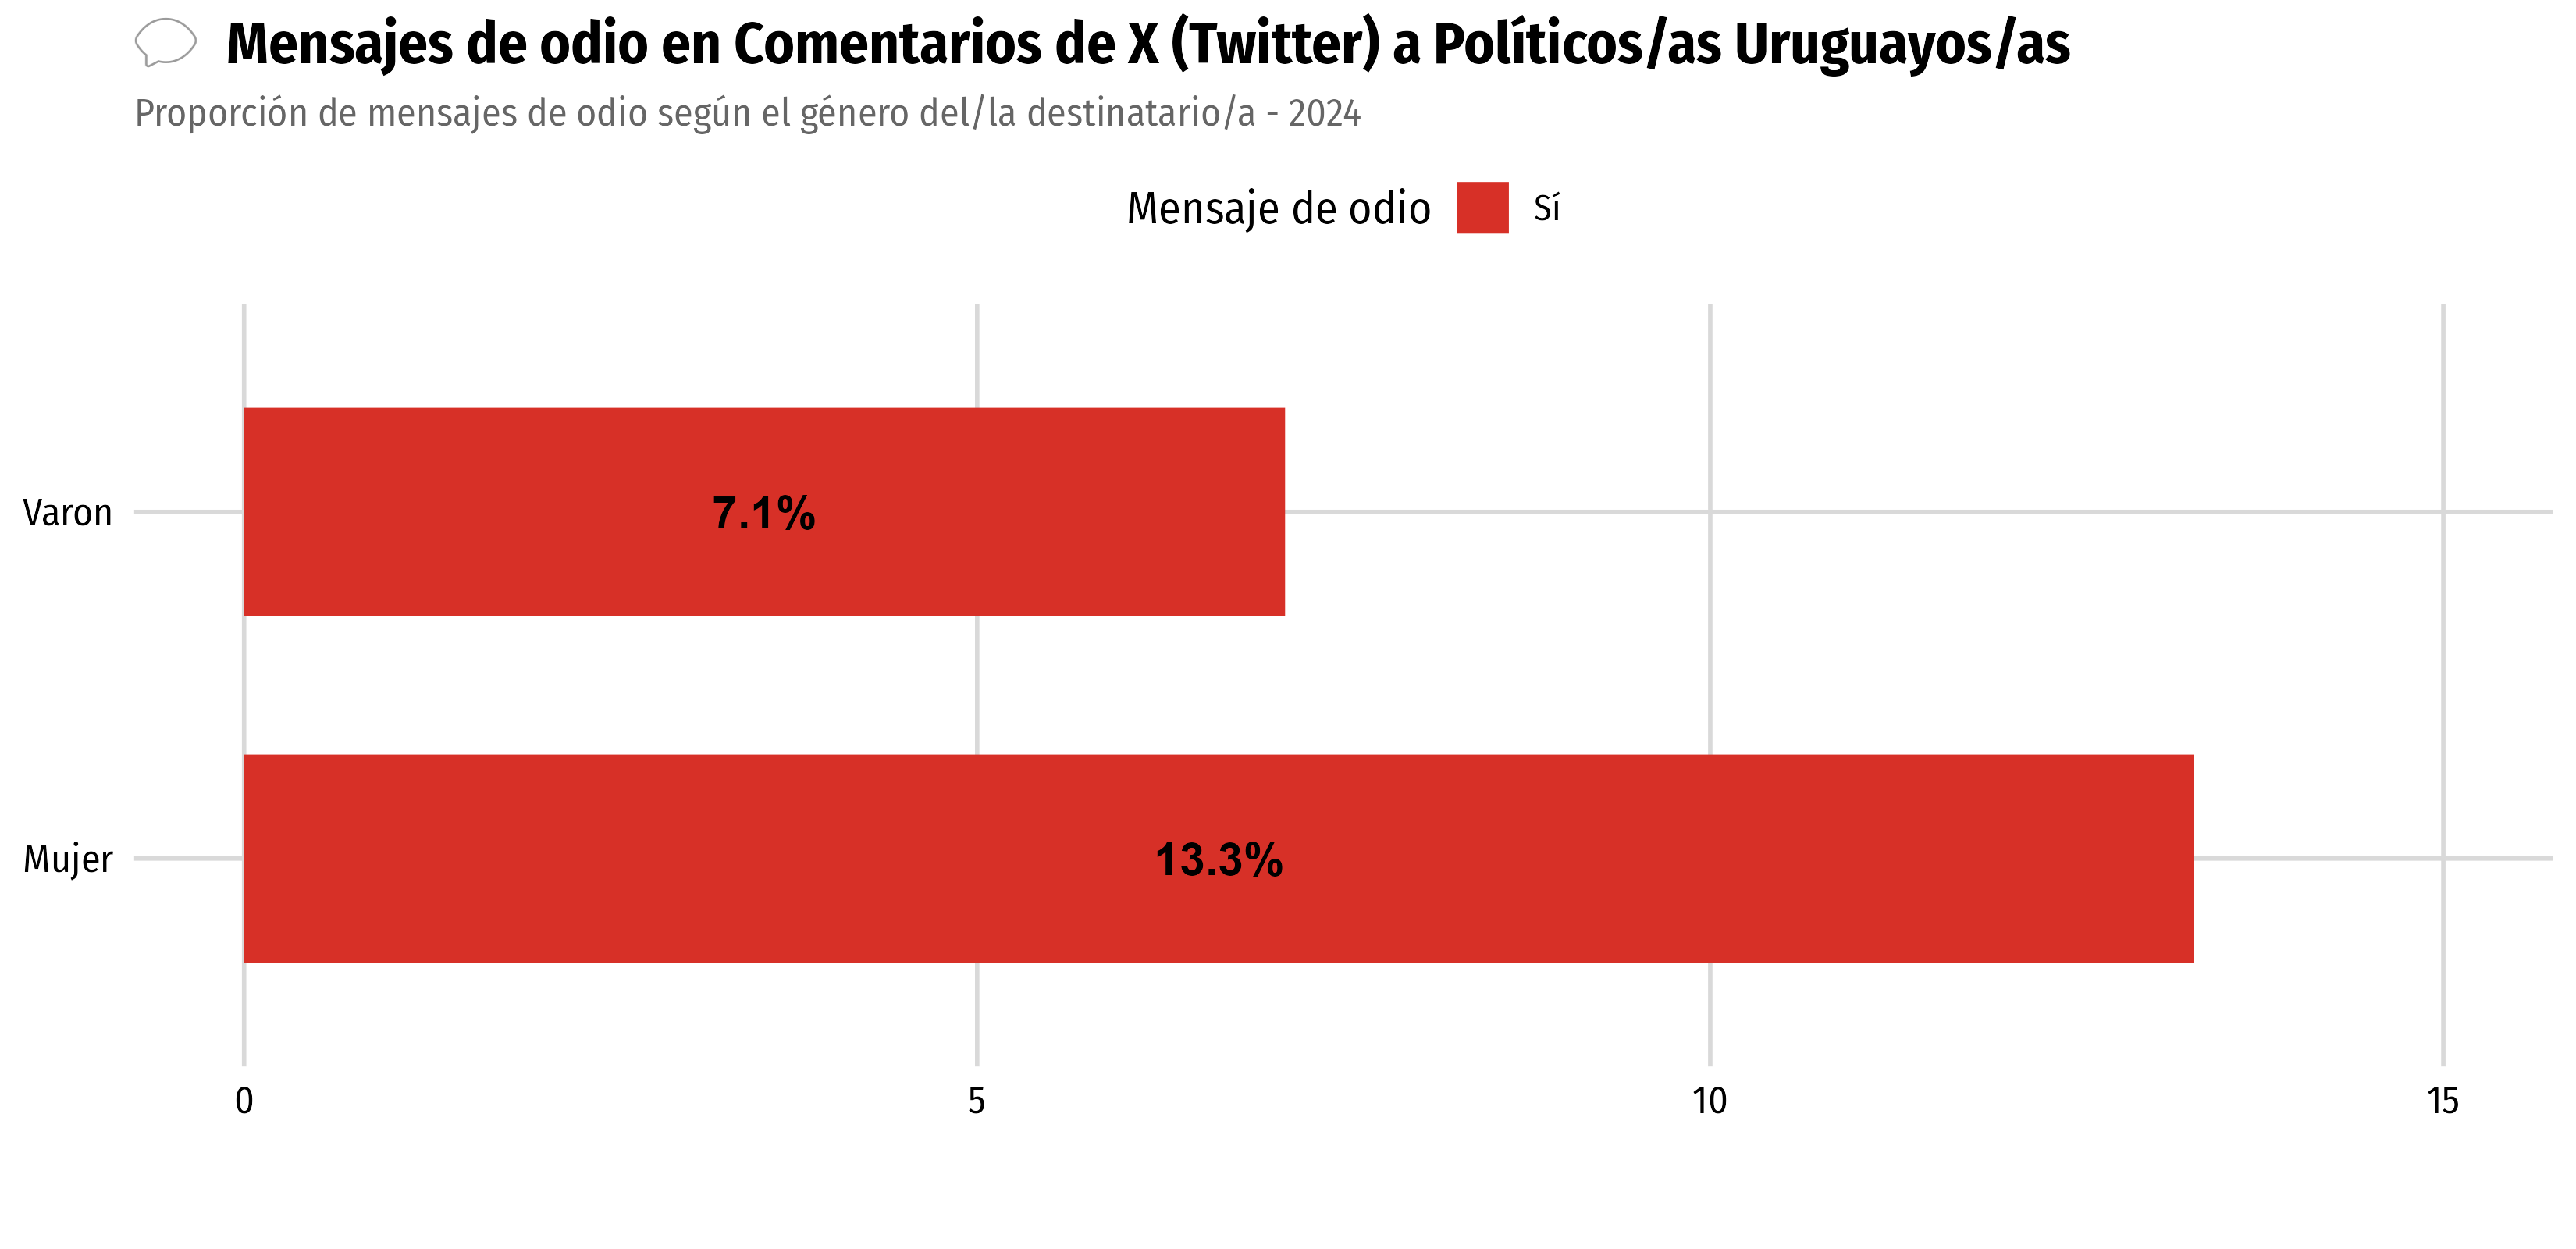 Mensajes de odio en Comentarios de X (Twitter) a Políticos/as Uruguayos/as
Proporción de mensajes de odio según el género del/la destinatario/a - 2024
Mensaje de odio Sí
Varon 7.1%
Mujer 13.3%
0 5 10 15